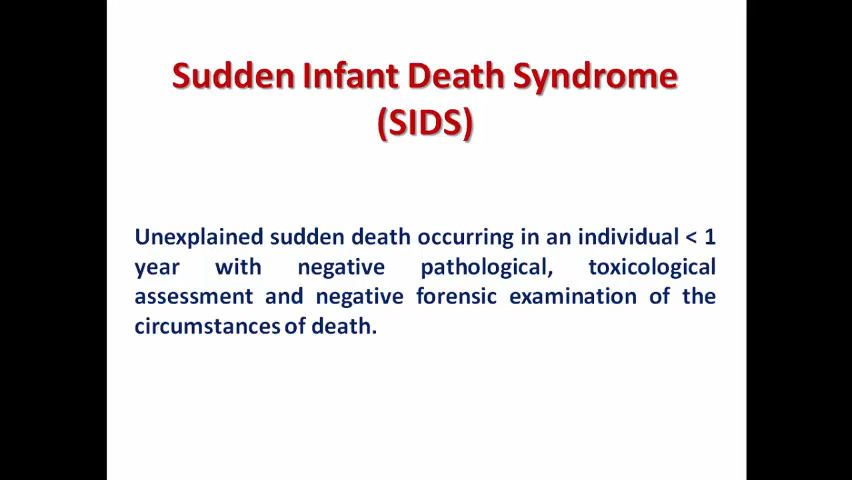 Sudden Infant Death Syndrome
(SIDS)
Unexplained sudden death occurring in an individual < 1
year with negative pathological, toxicological
assessment and negative forensic examination of the
circumstances of death.